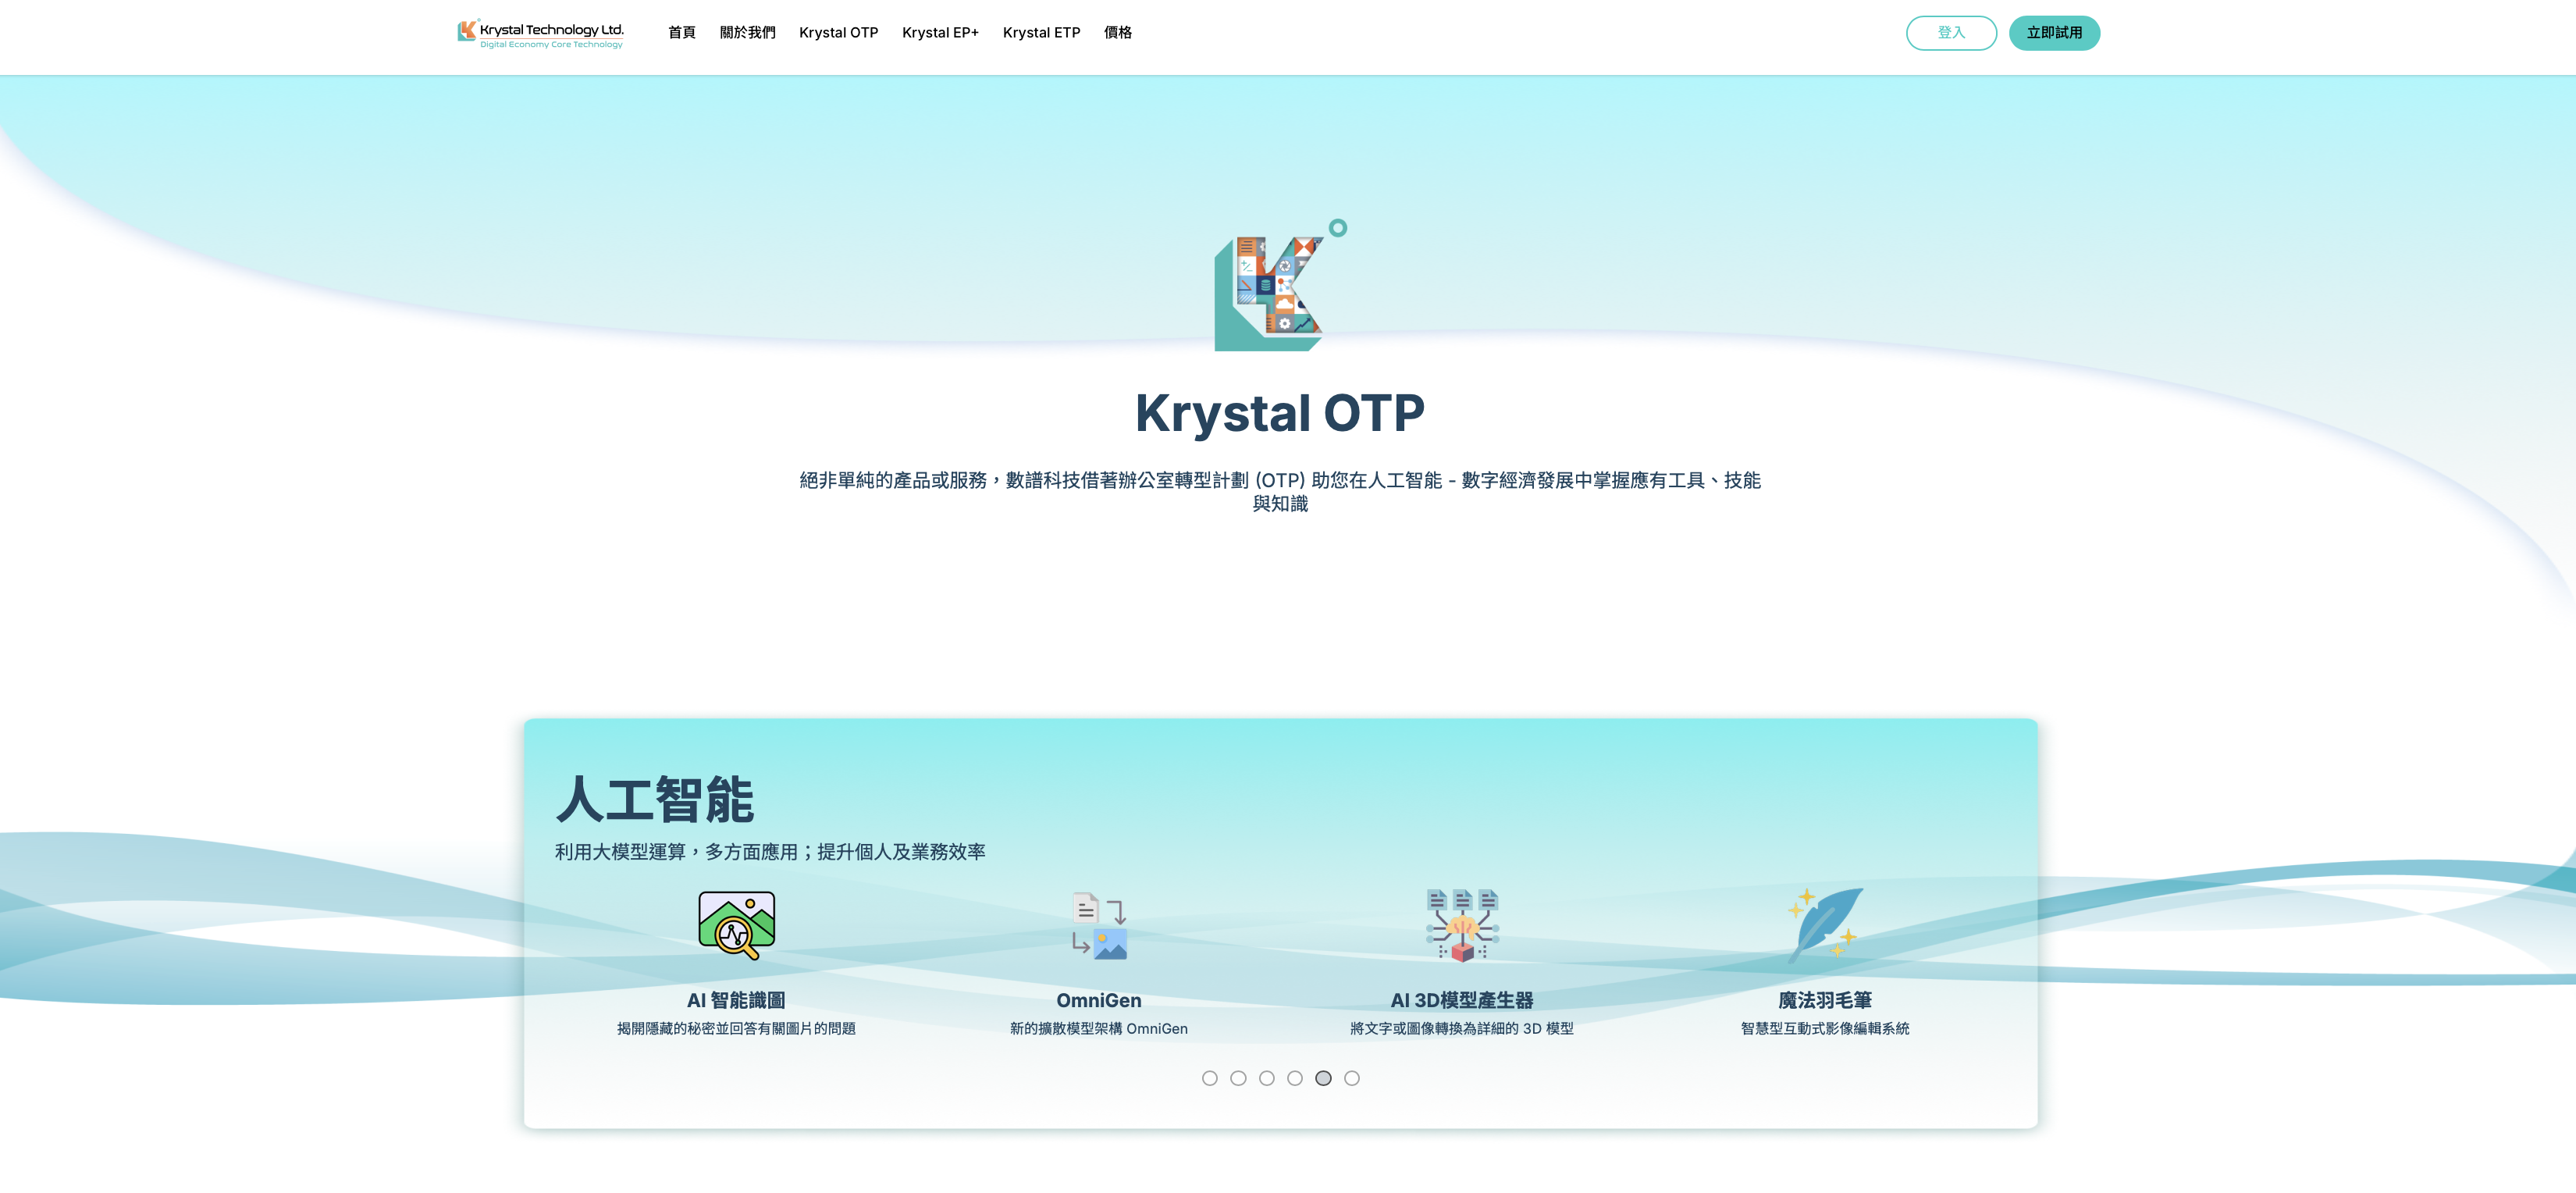 Krystal Technology Ltd.
Digital Economy Core Technology
首頁 關於我們 Krystal OTP Krystal EP+ Krystal ETP 價格
登入 立即試用
Krystal OTP
絕非單純的產品或服務，數譜科技借著辦公室轉型計劃 (OTP) 助您在人工智能 - 數字經濟發展中掌握應有工具、技能
與知識
人工智能
利用大模型運算，多方面應用；提升個人及業務效率
AI 智能識圖
揭開隱藏的秘密並回答有關圖片的問題
OmniGen
新的擴散模型架構 OmniGen
AI 3D模型產生器
將文字或圖像轉換為詳細的 3D 模型
魔法羽毛筆
智慧型互動式影像編輯系統